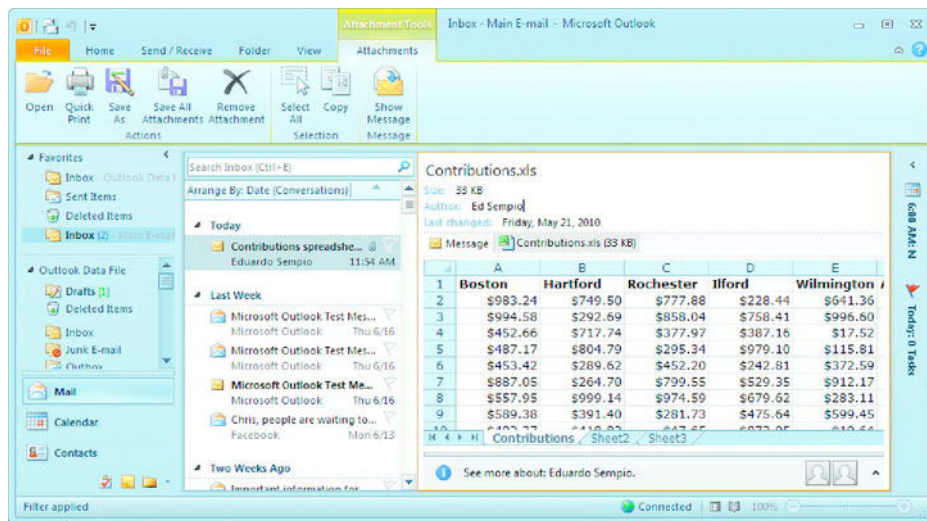 Attachment Tools
Inbox - Main E-mail - Microsoft Outlook
File Home Send / Receive Folder View Attachments
Open
Quick Print
Save As
Save All Attachments
Remove Attachment
Select All
Copy
Show Message
Actions
Selection
Message
Favorites
Inbox - Outlook Data
Sent Items
Deleted Items
Inbox (2) - Main E-mail
Outlook Data File
Drafts [1]
Deleted Items
Inbox
Junk E-mail
Outbox
Mail
Calendar
Contacts
Search Inbox (Ctrl+E)
Arrange By: Date (Conversations)
Today
Contributions spreadshe...
Eduardo Sempio 11:54 AM
Last Week
Microsoft Outlook Test Mes...
Microsoft Outlook Thu 6/16
Microsoft Outlook Test Mes...
Microsoft Outlook Thu 6/16
Microsoft Outlook Test Me...
Microsoft Outlook Thu 6/16
Chris, people are waiting to...
Facebook Mon 6/13
Two Weeks Ago
Important information for
Contributions.xls
Size: 33 KB
Author: Ed Sempio
Last changed: Friday, May 21, 2010
Message Contributions.xls (33 KB)
A B C D E
1 Boston Hartford Rochester Ilford Wilmington
2 $983.24 $749.50 $777.88 $228.44 $641.36
3 $994.58 $292.69 $858.04 $758.41 $996.60
4 $452.66 $717.74 $377.97 $387.16 $17.52
5 $487.17 $804.79 $295.34 $979.10 $115.81
6 $453.42 $289.62 $452.20 $242.81 $372.59
7 $887.05 $264.70 $799.55 $529.35 $912.17
8 $557.95 $999.14 $974.59 $679.62 $283.11
9 $589.38 $391.40 $281.73 $475.64 $599.45
Contributions Sheet2 Sheet3
See more about: Eduardo Sempio.
6:00 AM: N
Today: 0 Tasks
Filter applied
Connected
100%